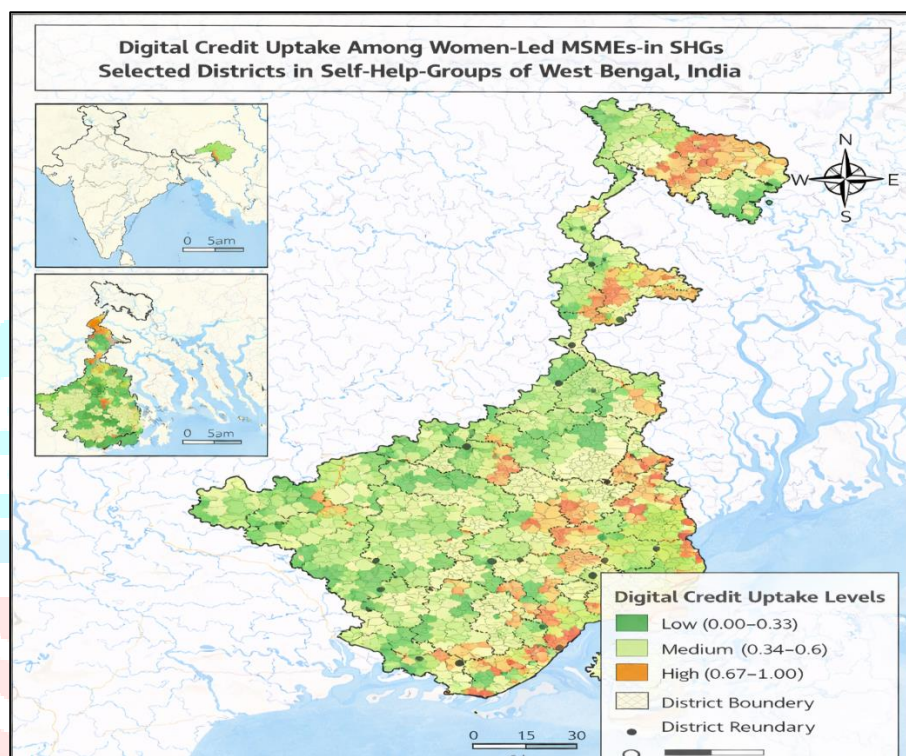 Digital Credit Uptake Among Women-Led MSMEs-in SHGs
Selected Districts in Self-Help-Groups of West Bengal, India
N
W E
S
0 5am
0 5am
Digital Credit Uptake Levels
Low (0.00–0.33)
Medium (0.34–0.6)
High (0.67–1.00)
District Boundery
District Reundary
0 15 30